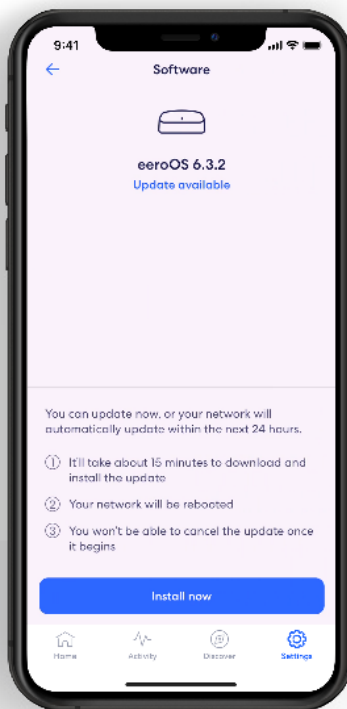 9:41
Software
eeroOS 6.3.2
Update available
You can update now, or your network will
automatically update within the next 24 hours.
1 It'll take about 15 minutes to download and
install the update
2 Your network will be rebooted
3 You won't be able to cancel the update once
it begins
Install now
Home Activity Discover Settings